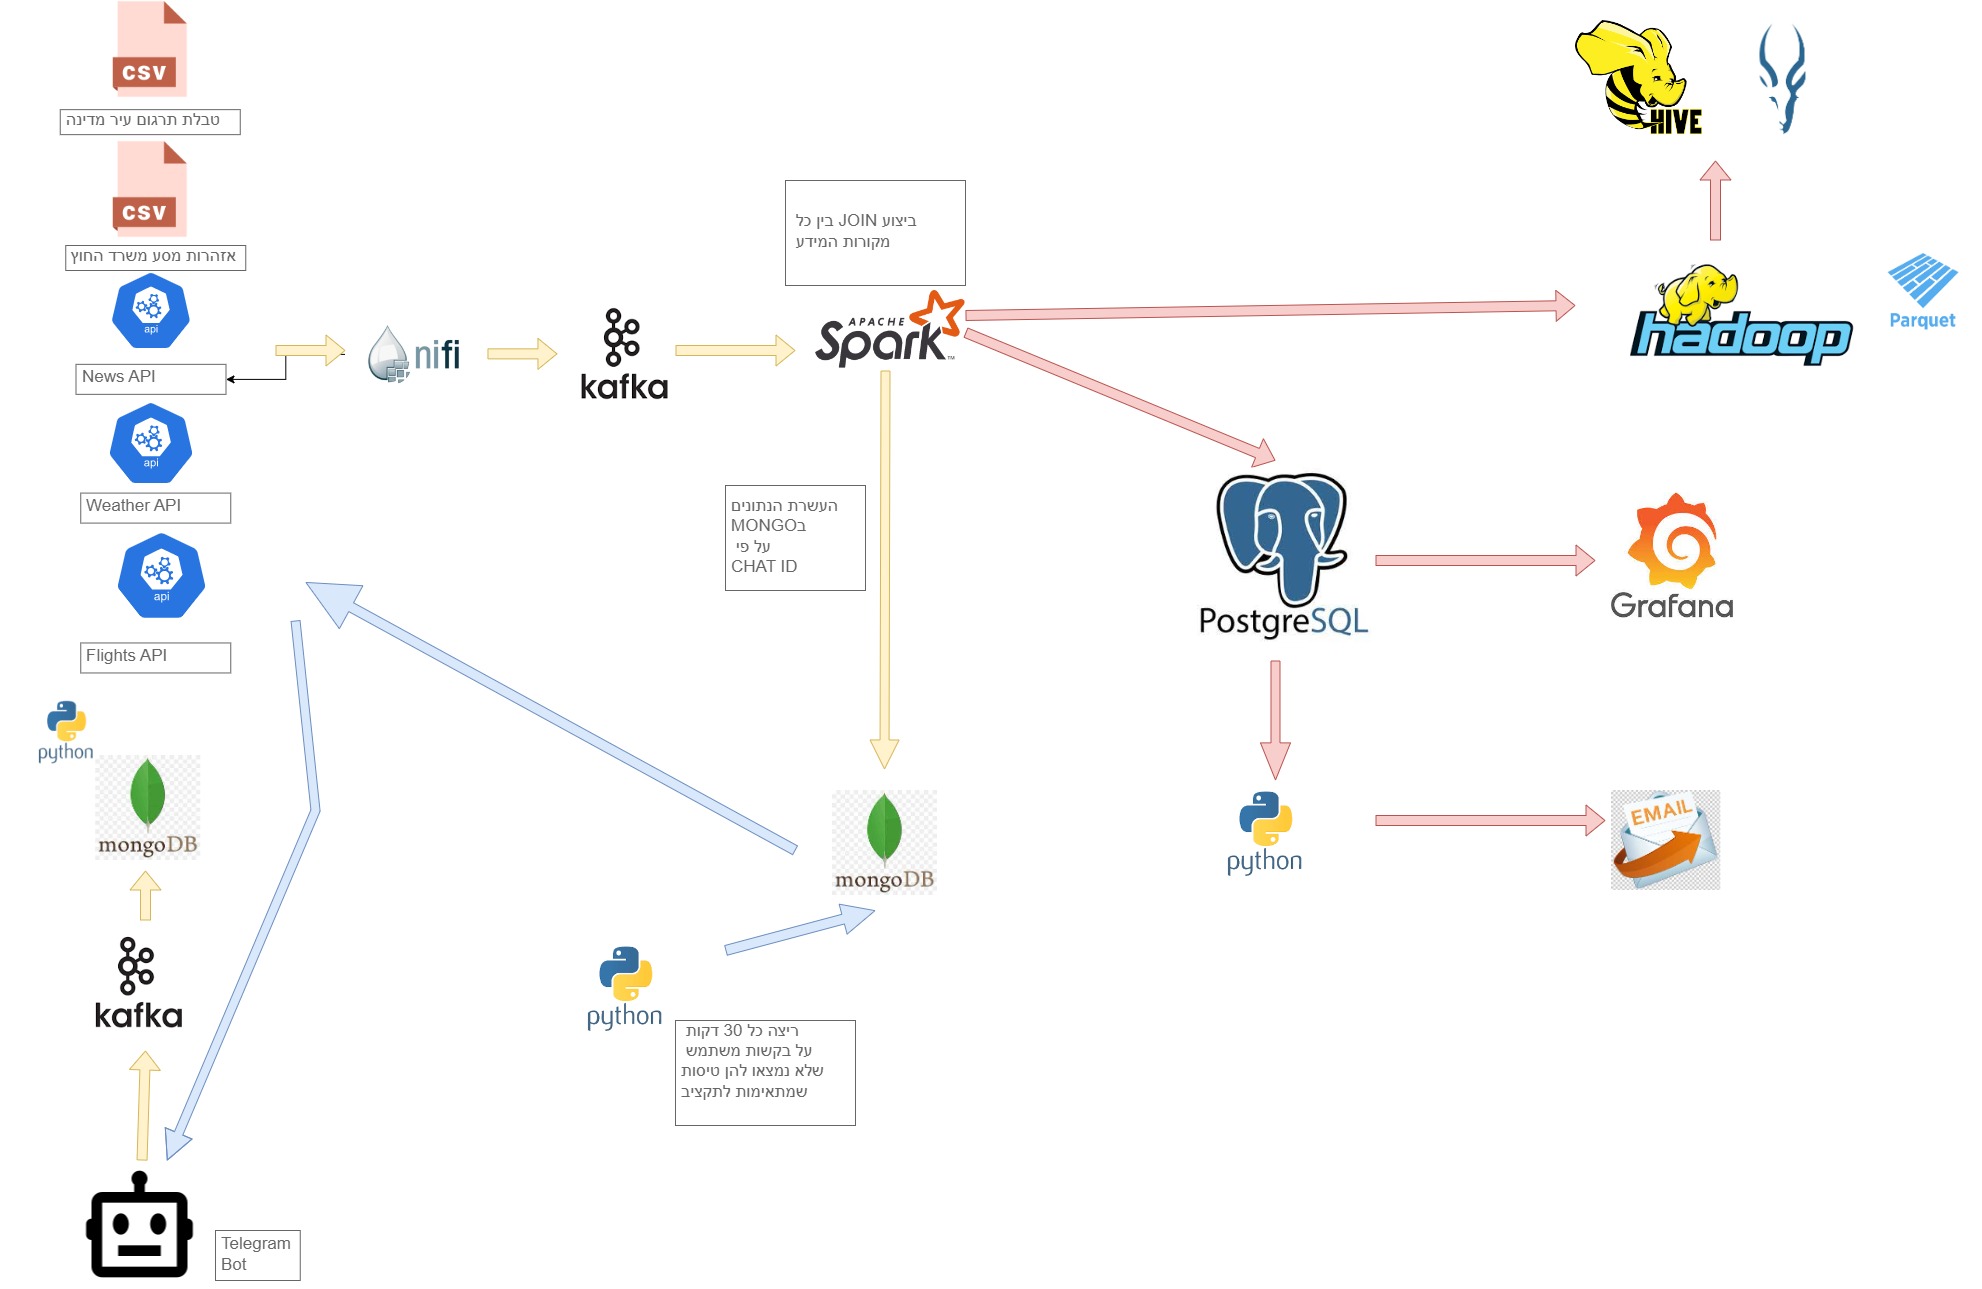 CSV
טבלת תרגום עיר מדינה
CSV
אזהרות מסע משרד החוץ
api
News API
api
Weather API
api
Flights API
python
mongoDB
kafka
Telegram
Bot
nifi
kafka
ביצוע JOIN בין כל
מקורות המידע
APACHE
Spark™
העשרת הנתונים
בMONGO
על פי
CHAT ID
mongoDB
python
ריצה כל 30 דקות
על בקשות משתמש
שלא נמצאו להן טיסות
שמתאימות לתקציב
HIVE
hadoop
Parquet
PostgreSQL
Grafana
python
EMAIL